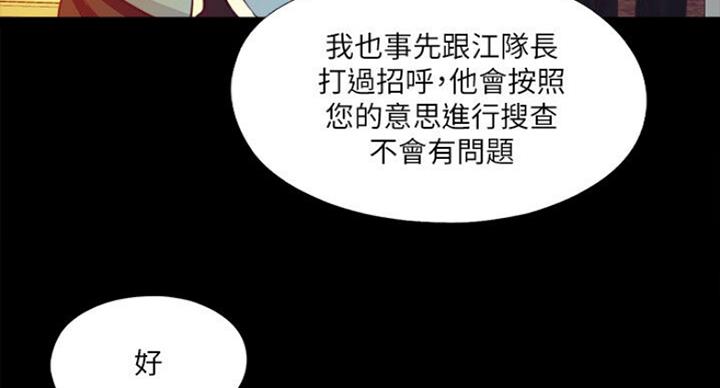 我也事先跟江隊長
打過招呼，他會按照
您的意思進行搜查
不會有問題
好